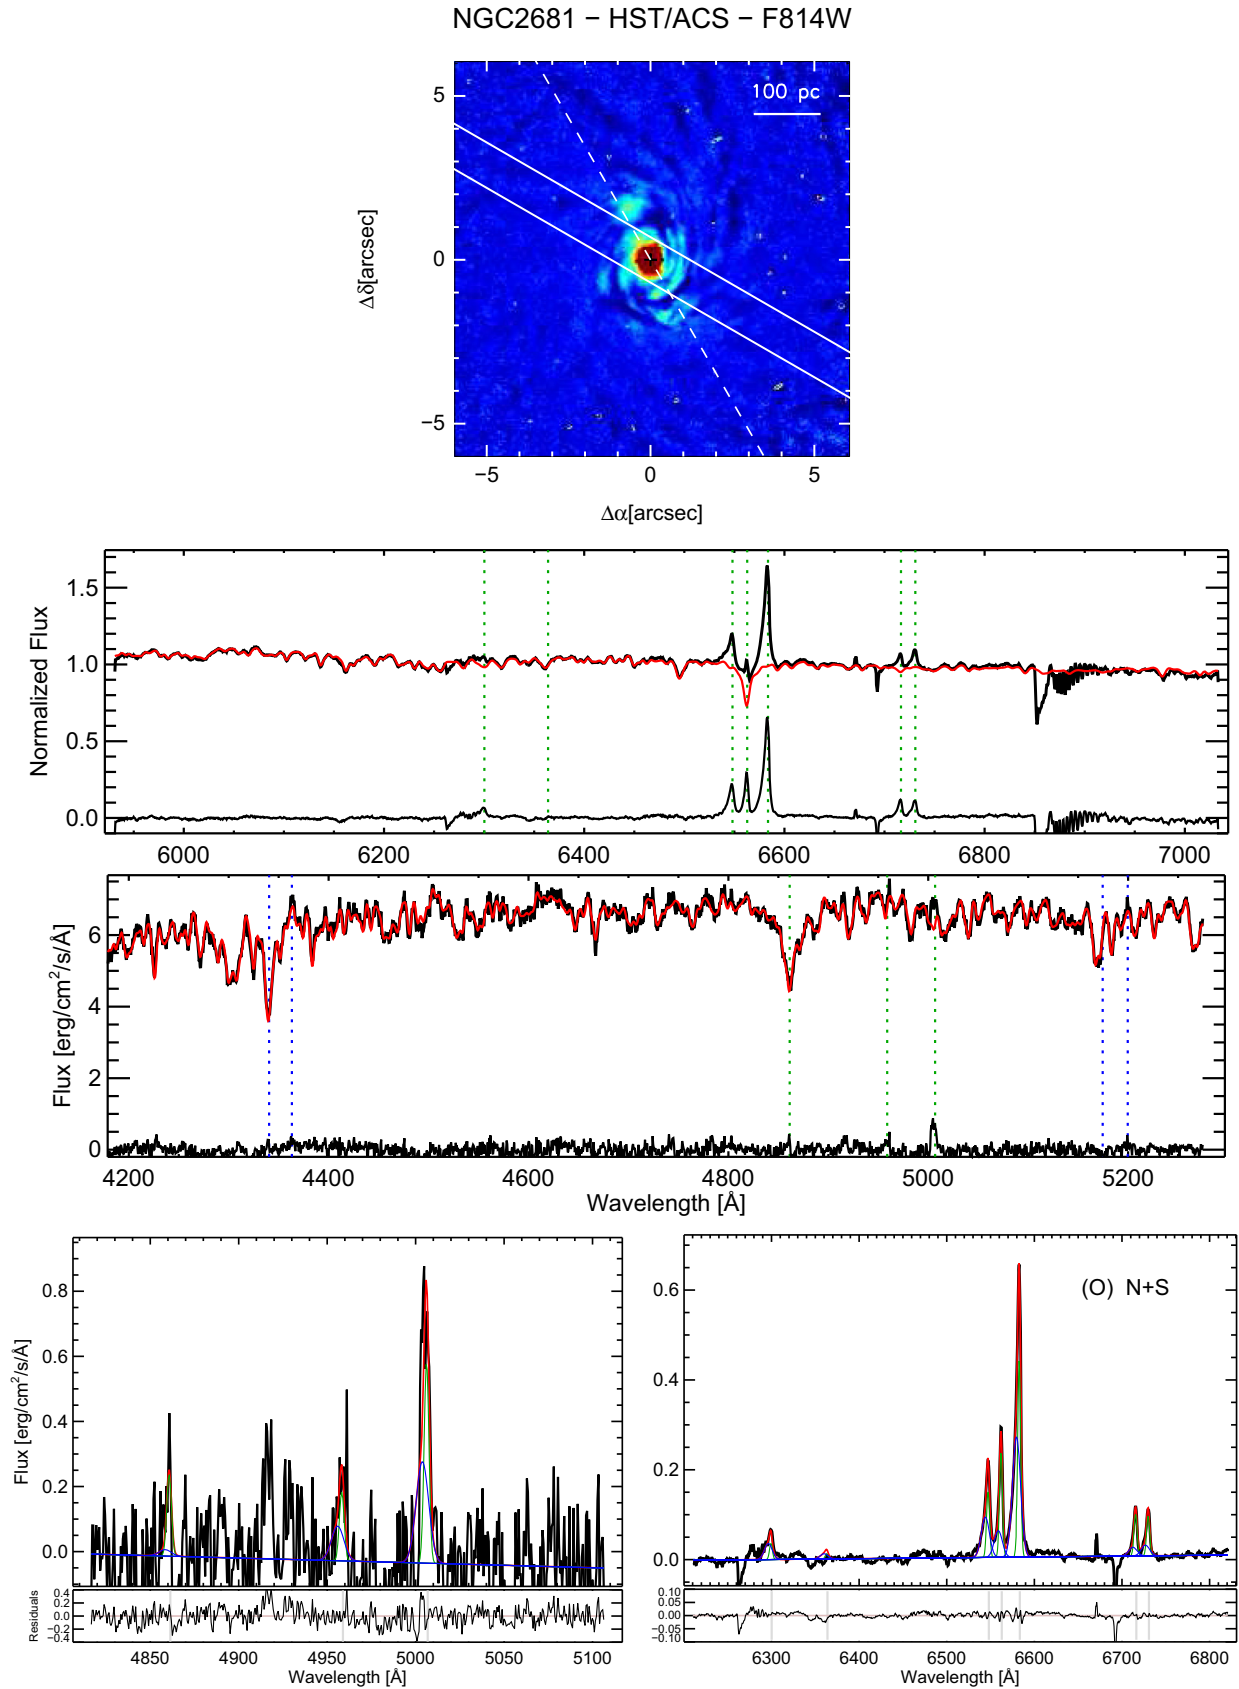 NGC2681 − HST/ACS − F814W
100 pc
5
0
−5
Δδ[arcsec]
−5 0 5
Δα[arcsec]
Normalized Flux
1.5
1.0
0.5
0.0
6000 6200 6400 6600 6800 7000
Flux [erg/cm²/s/Å]
6
4
2
0
4200 4400 4600 4800 5000 5200
Wavelength [Å]
Flux [erg/cm²/s/Å]
0.8
0.6
0.4
0.2
0.0
Residuals
0.4
0.2
0.0
−0.2
−0.4
4850 4900 4950 5000 5050 5100
Wavelength [Å]
(O) N+S
0.6
0.4
0.2
0.0
0.10
0.05
0.00
−0.05
−0.10
6300 6400 6500 6600 6700 6800
Wavelength [Å]